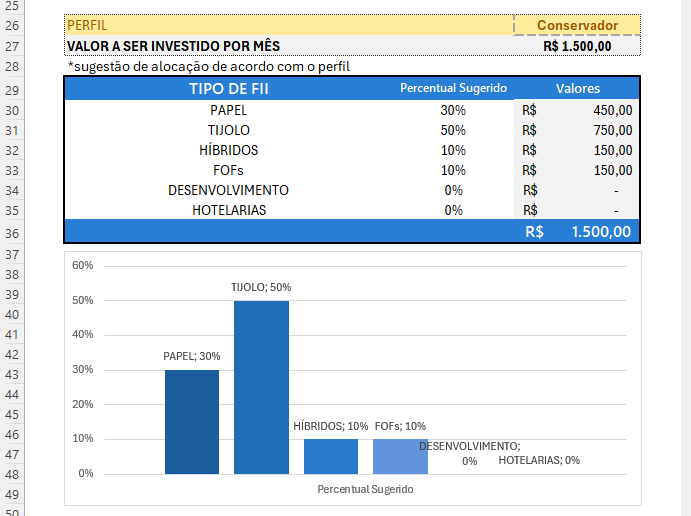 25
26 PERFIL Conservador
27 VALOR A SER INVESTIDO POR MÊS R$ 1.500,00
28 *sugestão de alocação de acordo com o perfil
29 TIPO DE FII Percentual Sugerido Valores
30 PAPEL 30% R$ 450,00
31 TIJOLO 50% R$ 750,00
32 HÍBRIDOS 10% R$ 150,00
33 FOFs 10% R$ 150,00
34 DESENVOLVIMENTO 0% R$ -
35 HOTELARIAS 0% R$ -
36 R$ 1.500,00
37
38 60%
39 TIJOLO; 50%
40 50%
41 40%
42 PAPEL; 30%
43 30%
44 20%
45
46 HÍBRIDOS; 10% FOFs; 10%
10% DESENVOLVIMENTO;
47 0% HOTELARIAS; 0%
48 0%
49 Percentual Sugerido
50